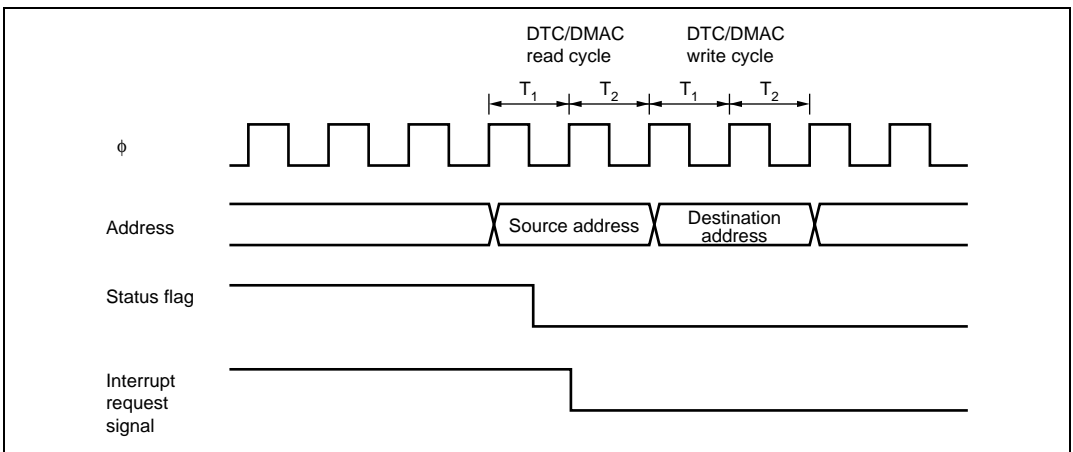 DTC/DMAC
read cycle
DTC/DMAC
write cycle
T1
T2
T1
T2
ϕ
Address
Source address
Destination
address
Status flag
Interrupt
request
signal